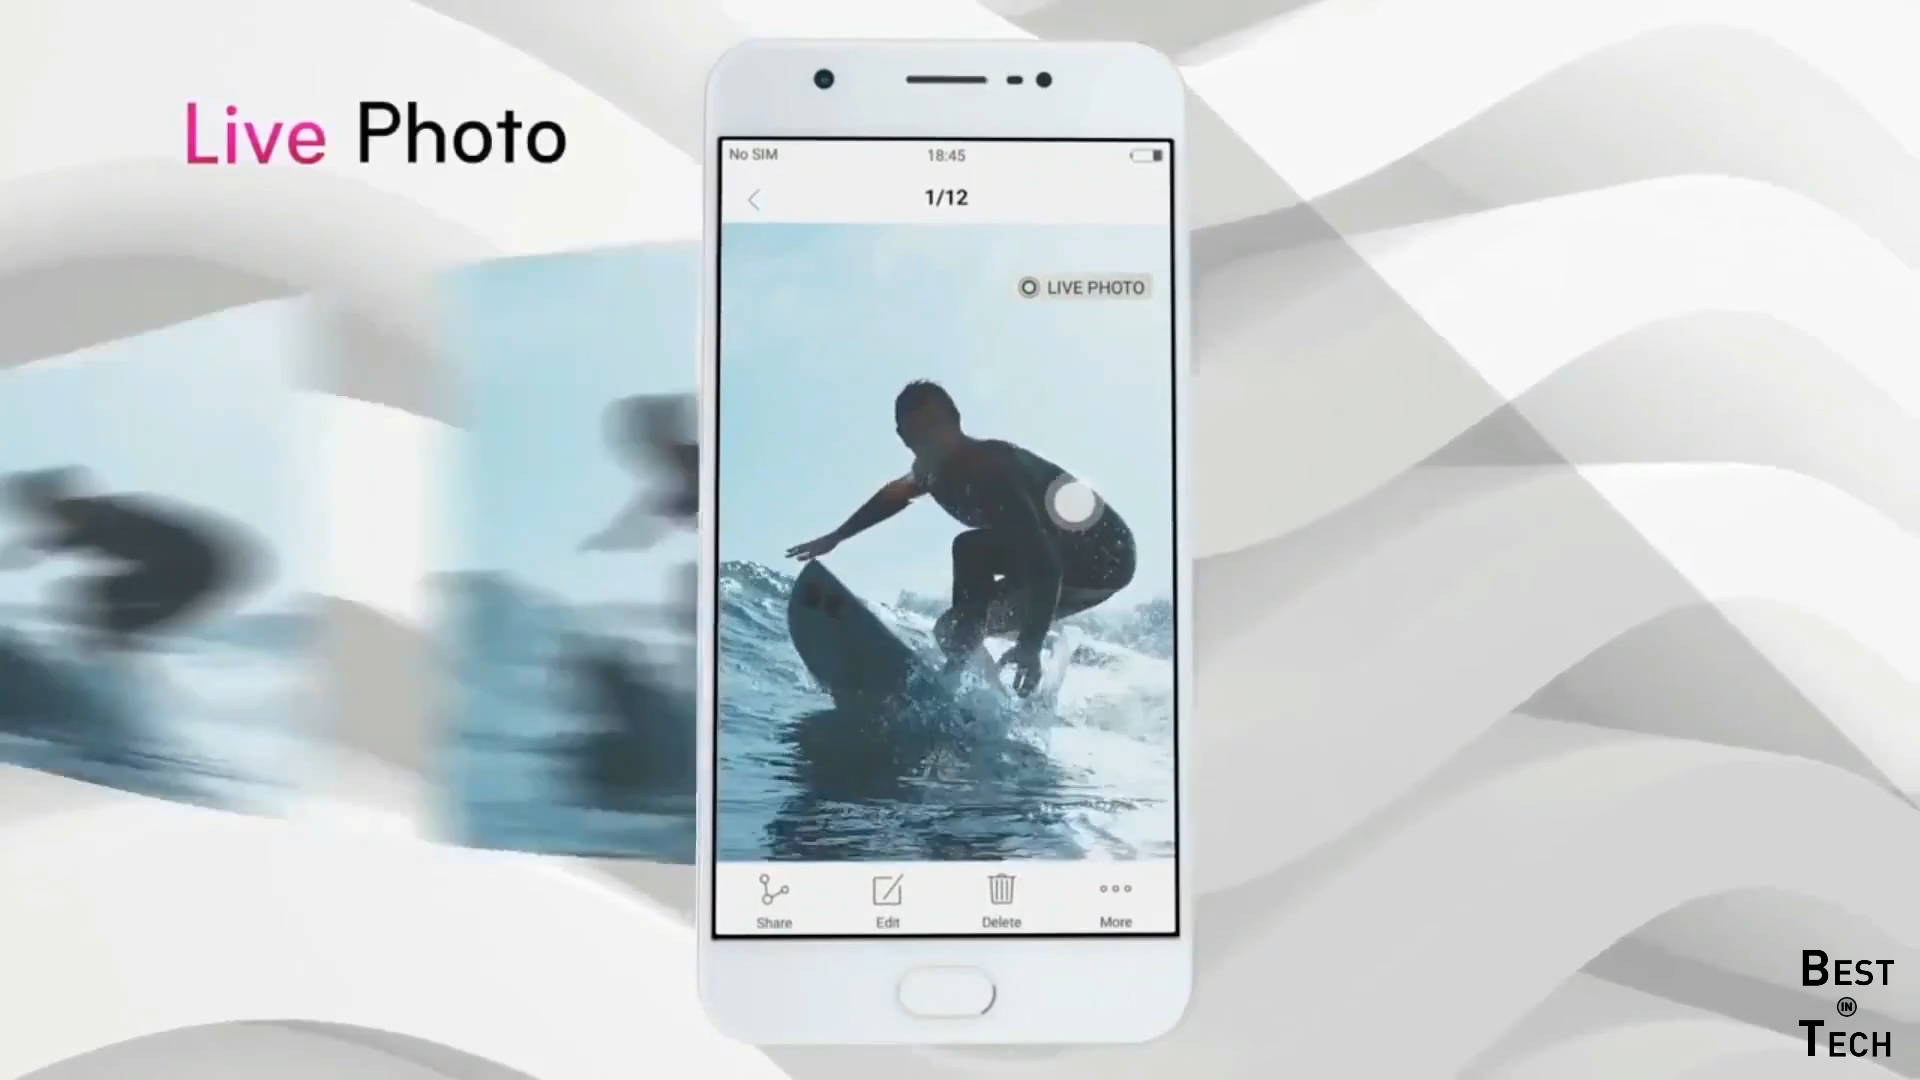 Live Photo
No SIM 18:45
1/12
LIVE PHOTO
Share Edit Delete More
BEST
IN
TECH